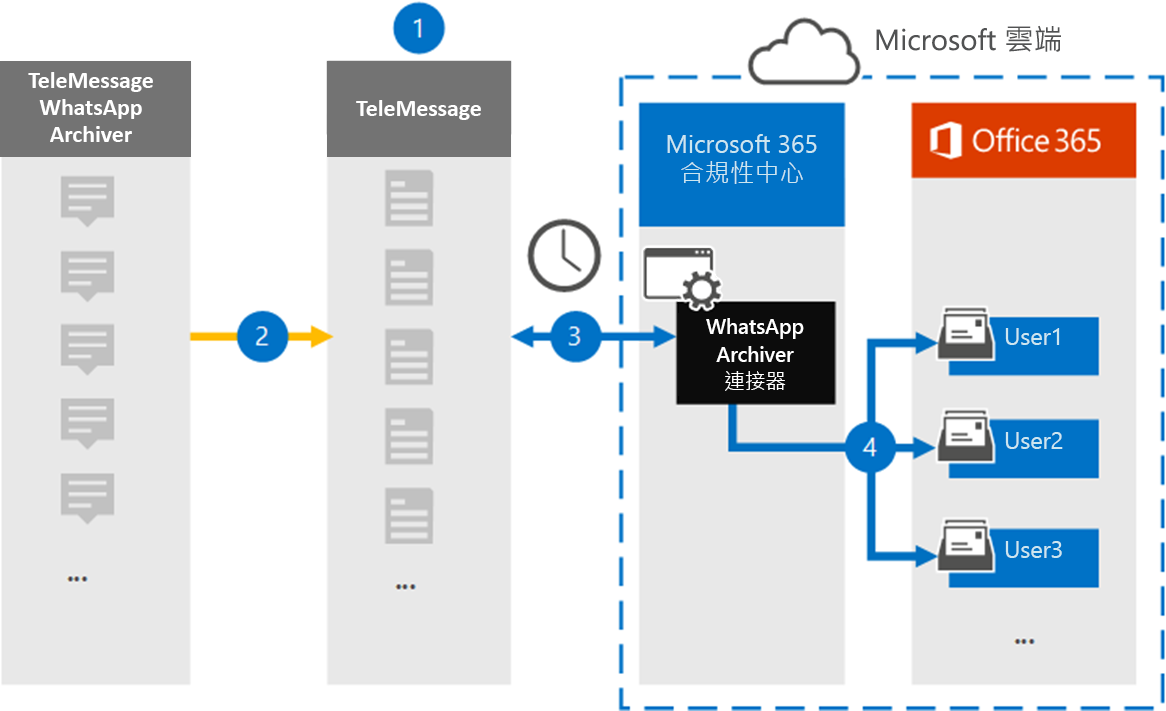 1
Microsoft 雲端
TeleMessage
WhatsApp
Archiver
TeleMessage
Microsoft 365
合規性中心
Office 365
2
3
WhatsApp
Archiver
連接器
4
User1
User2
User3
...
...
...